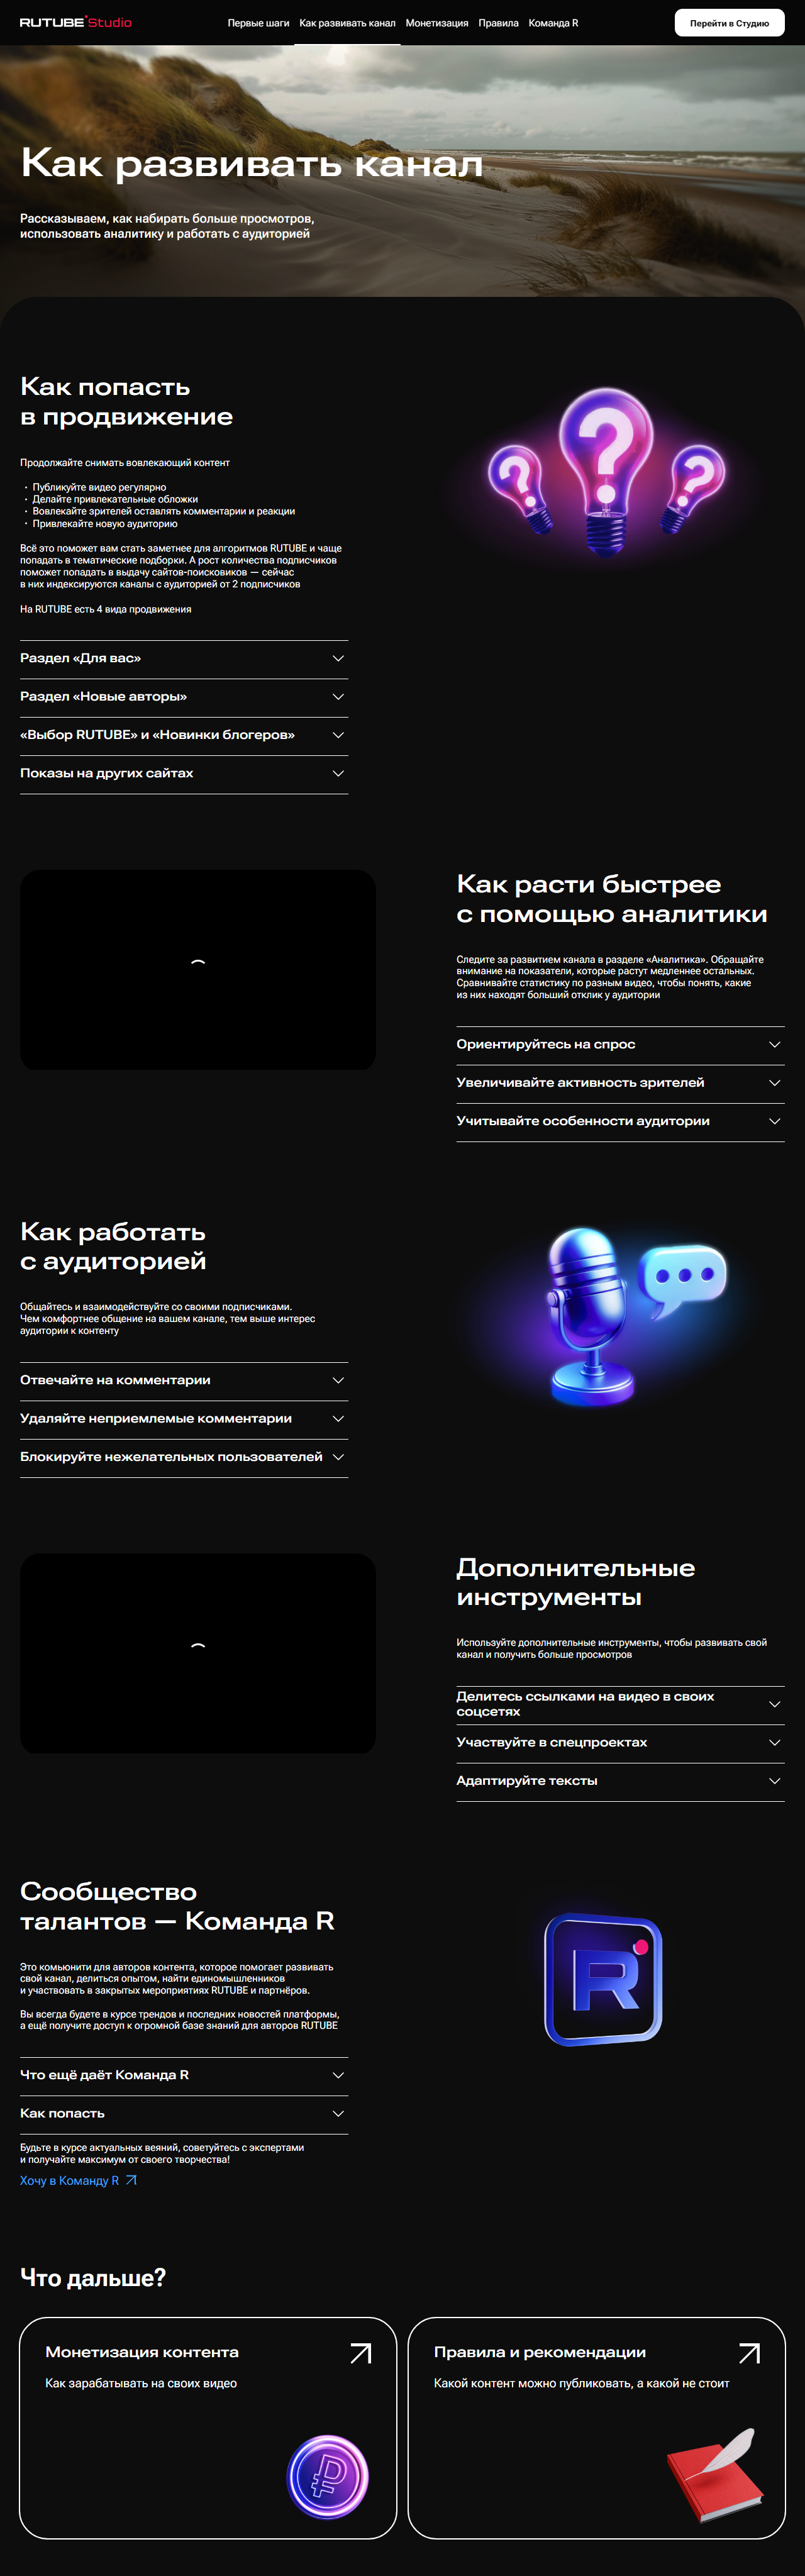 RUTUBE Studio
Первые шаги
Как развивать канал
Монетизация
Правила
Команда R
Перейти в Студию
Как развивать канал
Рассказываем, как набирать больше просмотров,
использовать аналитику и работать с аудиторией
Как попасть
в продвижение
Продолжайте снимать вовлекающий контент
· Публикуйте видео регулярно
· Делайте привлекательные обложки
· Вовлекайте зрителей оставлять комментарии и реакции
· Привлекайте новую аудиторию
Всё это поможет вам стать заметнее для алгоритмов RUTUBE и чаще
попадать в тематические подборки. А рост количества подписчиков
поможет попадать в выдачу сайтов-поисковиков — сейчас
в них индексируются каналы с аудиторией от 2 подписчиков
На RUTUBE есть 4 вида продвижения
Раздел «Для вас»
Раздел «Новые авторы»
«Выбор RUTUBE» и «Новинки блогеров»
Показы на других сайтах
Как расти быстрее
с помощью аналитики
Следите за развитием канала в разделе «Аналитика». Обращайте
внимание на показатели, которые растут медленнее остальных.
Сравнивайте статистику по разным видео, чтобы понять, какие
из них находят больший отклик у аудитории
Ориентируйтесь на спрос
Увеличивайте активность зрителей
Учитывайте особенности аудитории
Как работать
с аудиторией
Общайтесь и взаимодействуйте со своими подписчиками.
Чем комфортнее общение на вашем канале, тем выше интерес
аудитории к контенту
Отвечайте на комментарии
Удаляйте неприемлемые комментарии
Блокируйте нежелательных пользователей
Дополнительные
инструменты
Используйте дополнительные инструменты, чтобы развивать свой
канал и получить больше просмотров
Делитесь ссылками на видео в своих
соцсетях
Участвуйте в спецпроектах
Адаптируйте тексты
Сообщество
талантов — Команда R
Это комьюнити для авторов контента, которое помогает развивать
свой канал, делиться опытом, найти единомышленников
и участвовать в закрытых мероприятиях RUTUBE и партнёров.
Вы всегда будете в курсе трендов и последних новостей платформы,
а ещё получите доступ к огромной базе знаний для авторов RUTUBE
R
Что ещё даёт Команда R
Как попасть
Будьте в курсе актуальных веяний, советуйтесь с экспертами
и получайте максимум от своего творчества!
Хочу в Команду R
Что дальше?
Монетизация контента
Как зарабатывать на своих видео
Правила и рекомендации
Какой контент можно публиковать, а какой не стоит